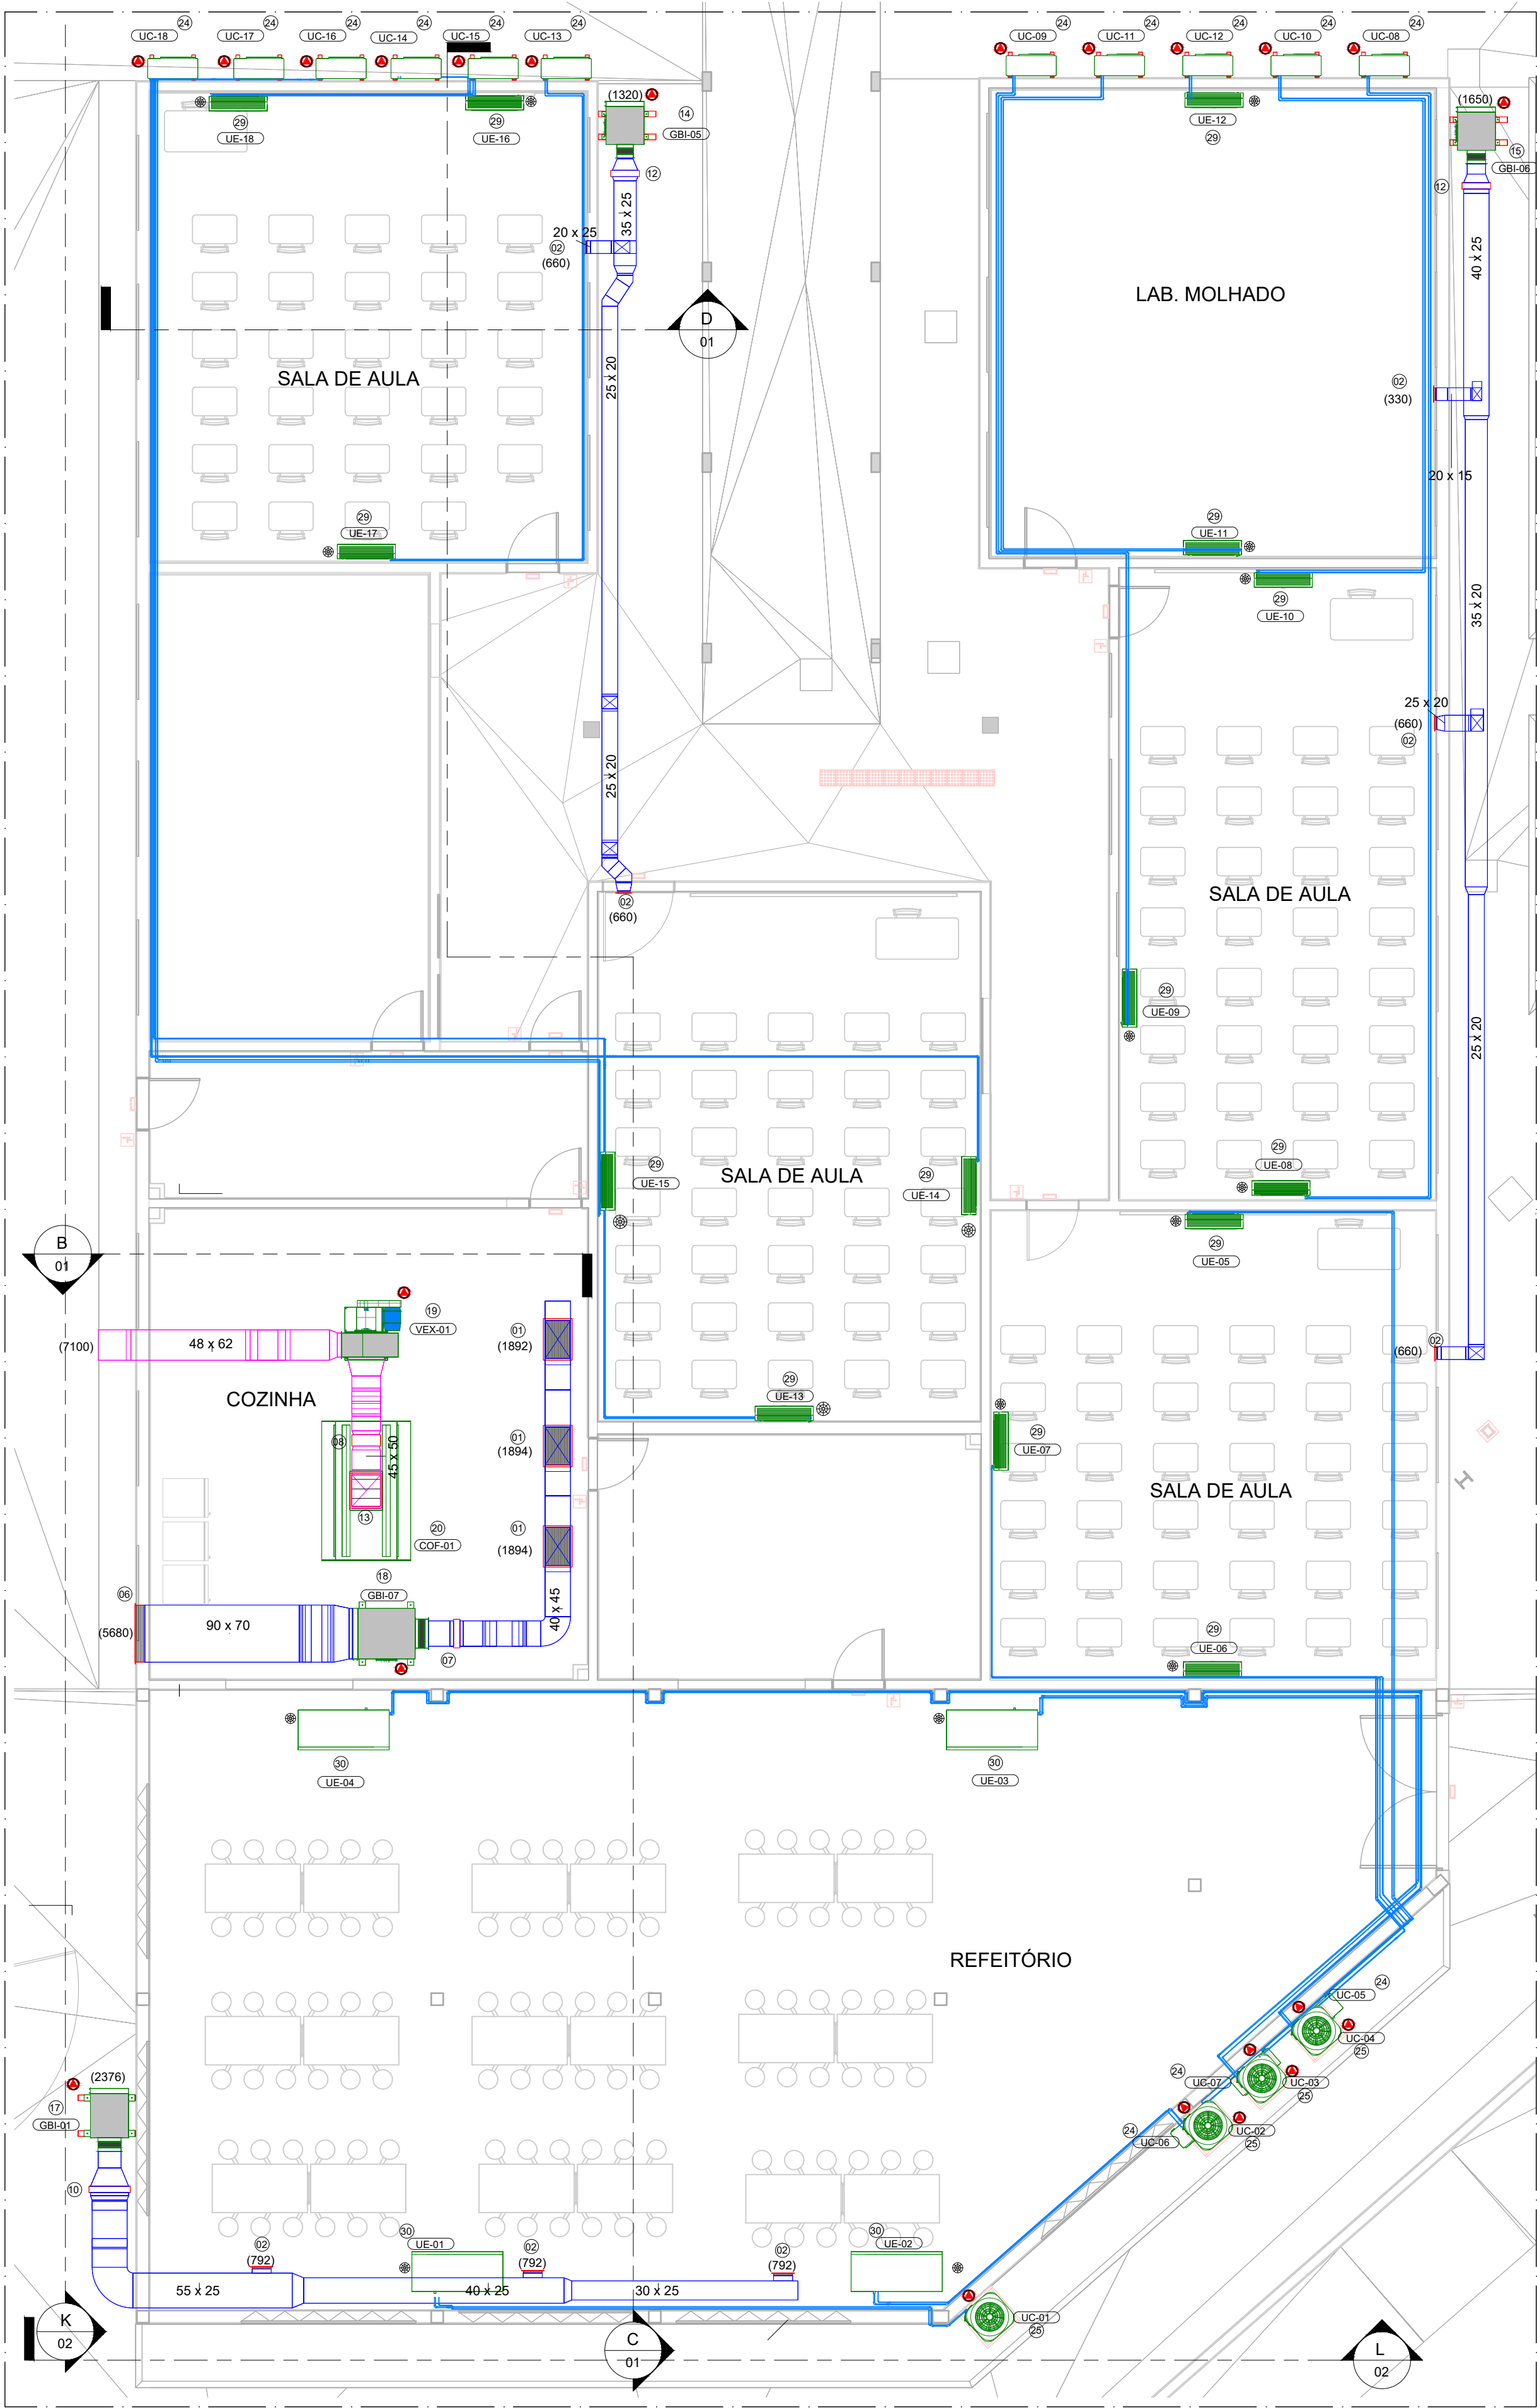 24 24 24 24 24 24
UC-18 UC-17 UC-16 UC-14 UC-15 UC-13
24 24 24 24 24
UC-09 UC-11 UC-12 UC-10 UC-08
29
UE-18
29
UE-16
(1320)
14
GBI-05
12
35 x 25
20 x 25
02
(660)
UE-12
29
(1650)
15
GBI-06
12
40 x 25
LAB. MOLHADO
D
01
25 x 20
SALA DE AULA
02
(330)
20 x 15
29
UE-17
29
UE-11
29
UE-10
35 x 20
25 x 20
(660)
02
25 x 20
02
(660)
SALA DE AULA
29
UE-09
25 x 20
29
UE-15
SALA DE AULA
29
UE-14
29
UE-08
B
01
29
UE-05
19
VEX-01
(7100)
48 x 62
01
(1892)
02
(660)
COZINHA
29
UE-13
08
45 x 50
01
(1894)
29
UE-07
SALA DE AULA
13
20
COF-01
01
(1894)
18
GBI-07
06
(5680)
90 x 70
40 x 45
07
29
UE-06
30
UE-04
30
UE-03
REFEITÓRIO
24
UC-05
UC-04
25
24
UC-07
UC-03
25
24
UC-06
UC-02
25
(2376)
17
GBI-01
10
02
(792)
30
UE-01
02
(792)
02
(792)
30
UE-02
55 x 25
40 x 25
30 x 25
UC-01
25
K
02
C
01
L
02